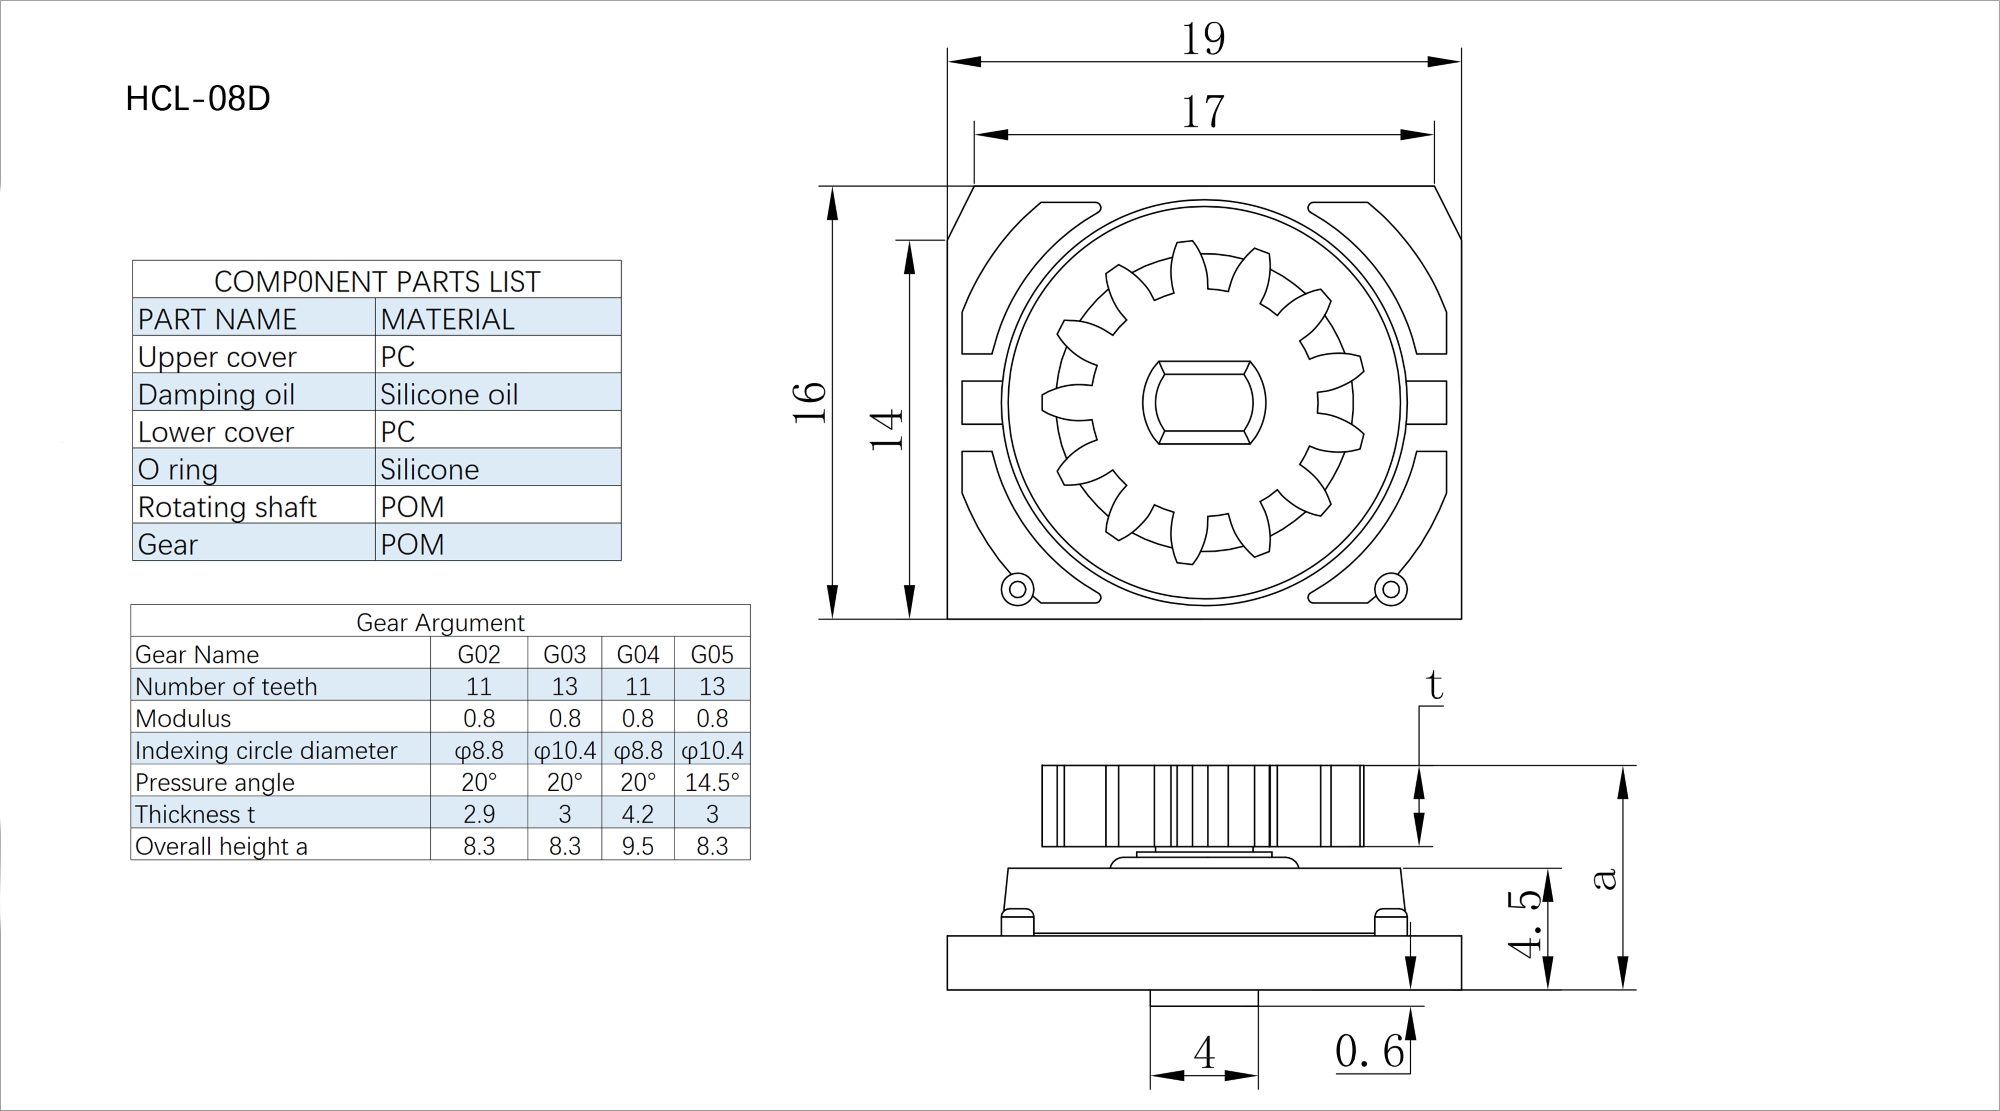 HCL-08D
COMP0NENT PARTS LIST
PART NAME MATERIAL
Upper cover PC
Damping oil Silicone oil
Lower cover PC
O ring Silicone
Rotating shaft POM
Gear POM
Gear Argument
Gear Name G02 G03 G04 G05
Number of teeth 11 13 11 13
Modulus 0.8 0.8 0.8 0.8
Indexing circle diameter φ8.8 φ10.4 φ8.8 φ10.4
Pressure angle 20° 20° 20° 14.5°
Thickness t 2.9 3 4.2 3
Overall height a 8.3 8.3 9.5 8.3
19
17
16
14
t
a
4.5
4
0.6